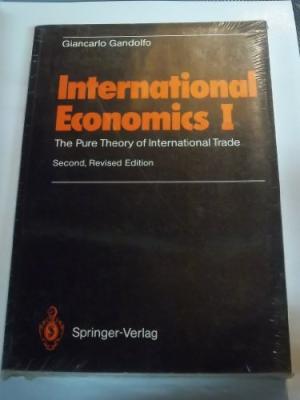 Giancarlo Gandolfo
International
Economics I
The Pure Theory of International Trade
Second, Revised Edition
Springer-Verlag